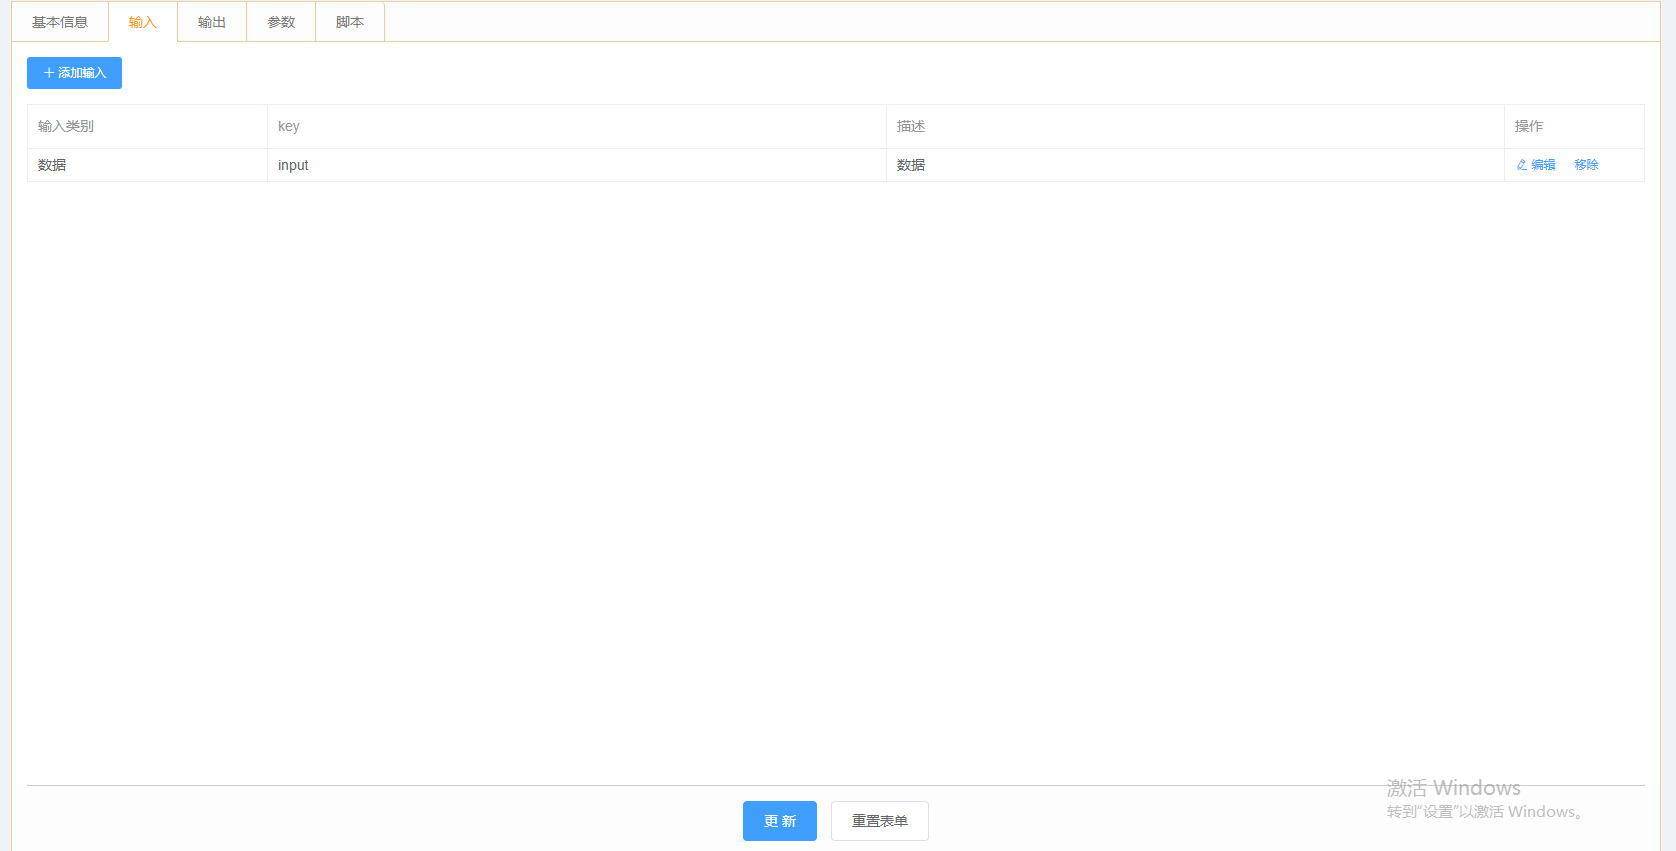 基本信息 输入 输出 参数 脚本
添加输入
输入类别 key 描述 操作
数据 input 数据 编辑 移除
激活 Windows
转到"设置"以激活 Windows。
更 新 重置表单